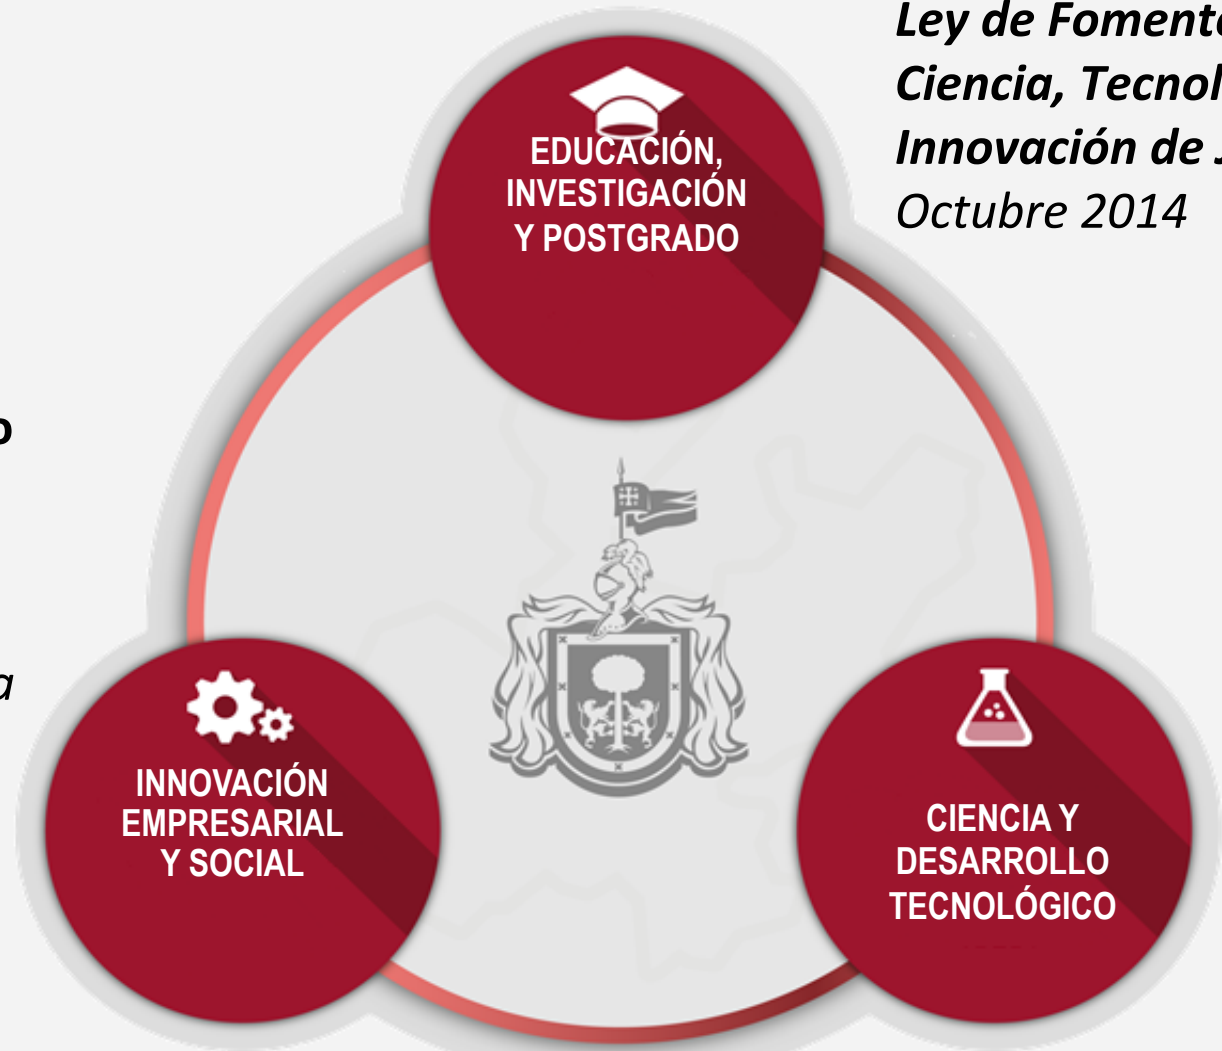 Ley de Foment
Ciencia, Tecnol
Innovación de
Octubre 2014
EDUCACIÓN,
INVESTIGACIÓN
Y POSTGRADO
o
a
INNOVACIÓN
EMPRESARIAL
Y SOCIAL
CIENCIA Y
DESARROLLO
TECNOLÓGICO